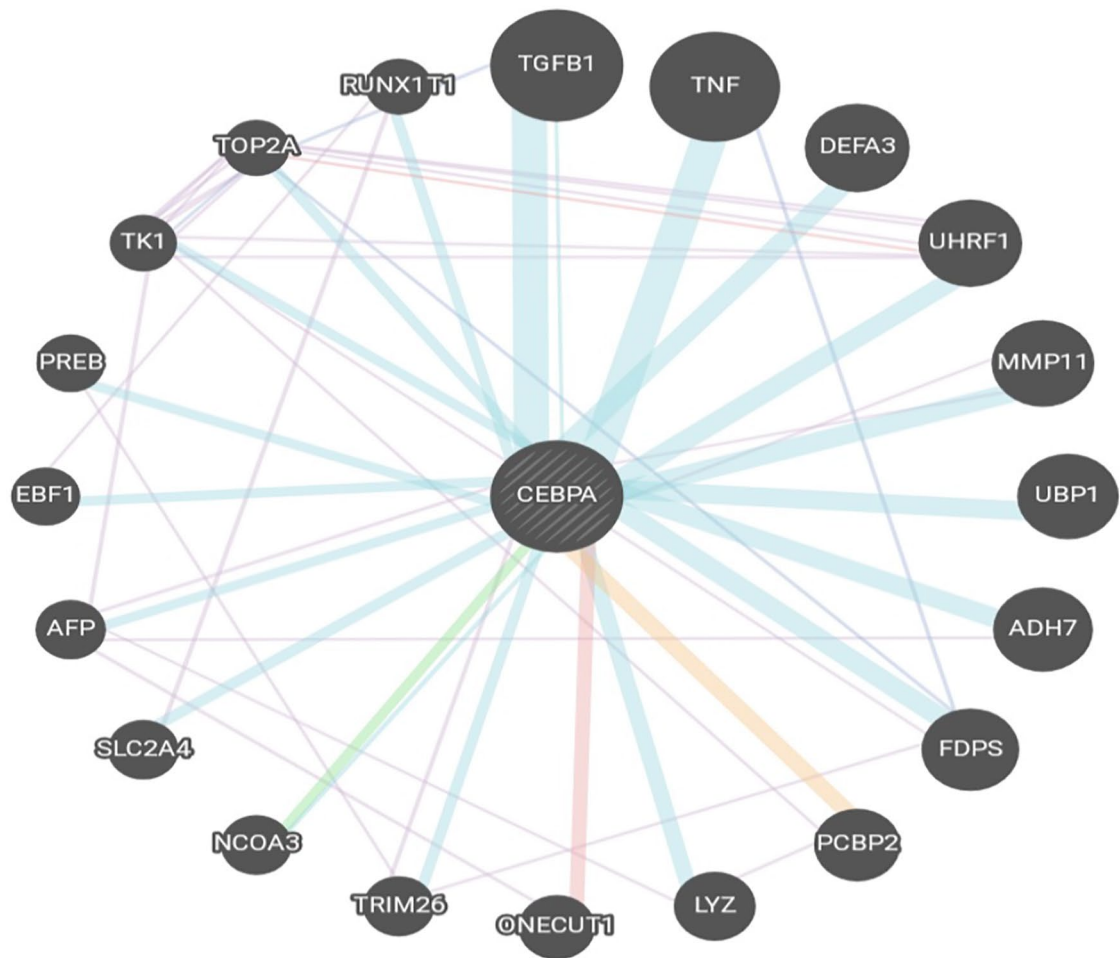 TGFB1
TNF
RUNX1T1
DEFA3
TOP2A
UHRF1
TK1
MMP11
PREB
CEBPA
UBP1
EBF1
ADH7
AFP
FDPS
SLC2A4
PCBP2
NCOA3
LYZ
TRIM26
ONECUT1